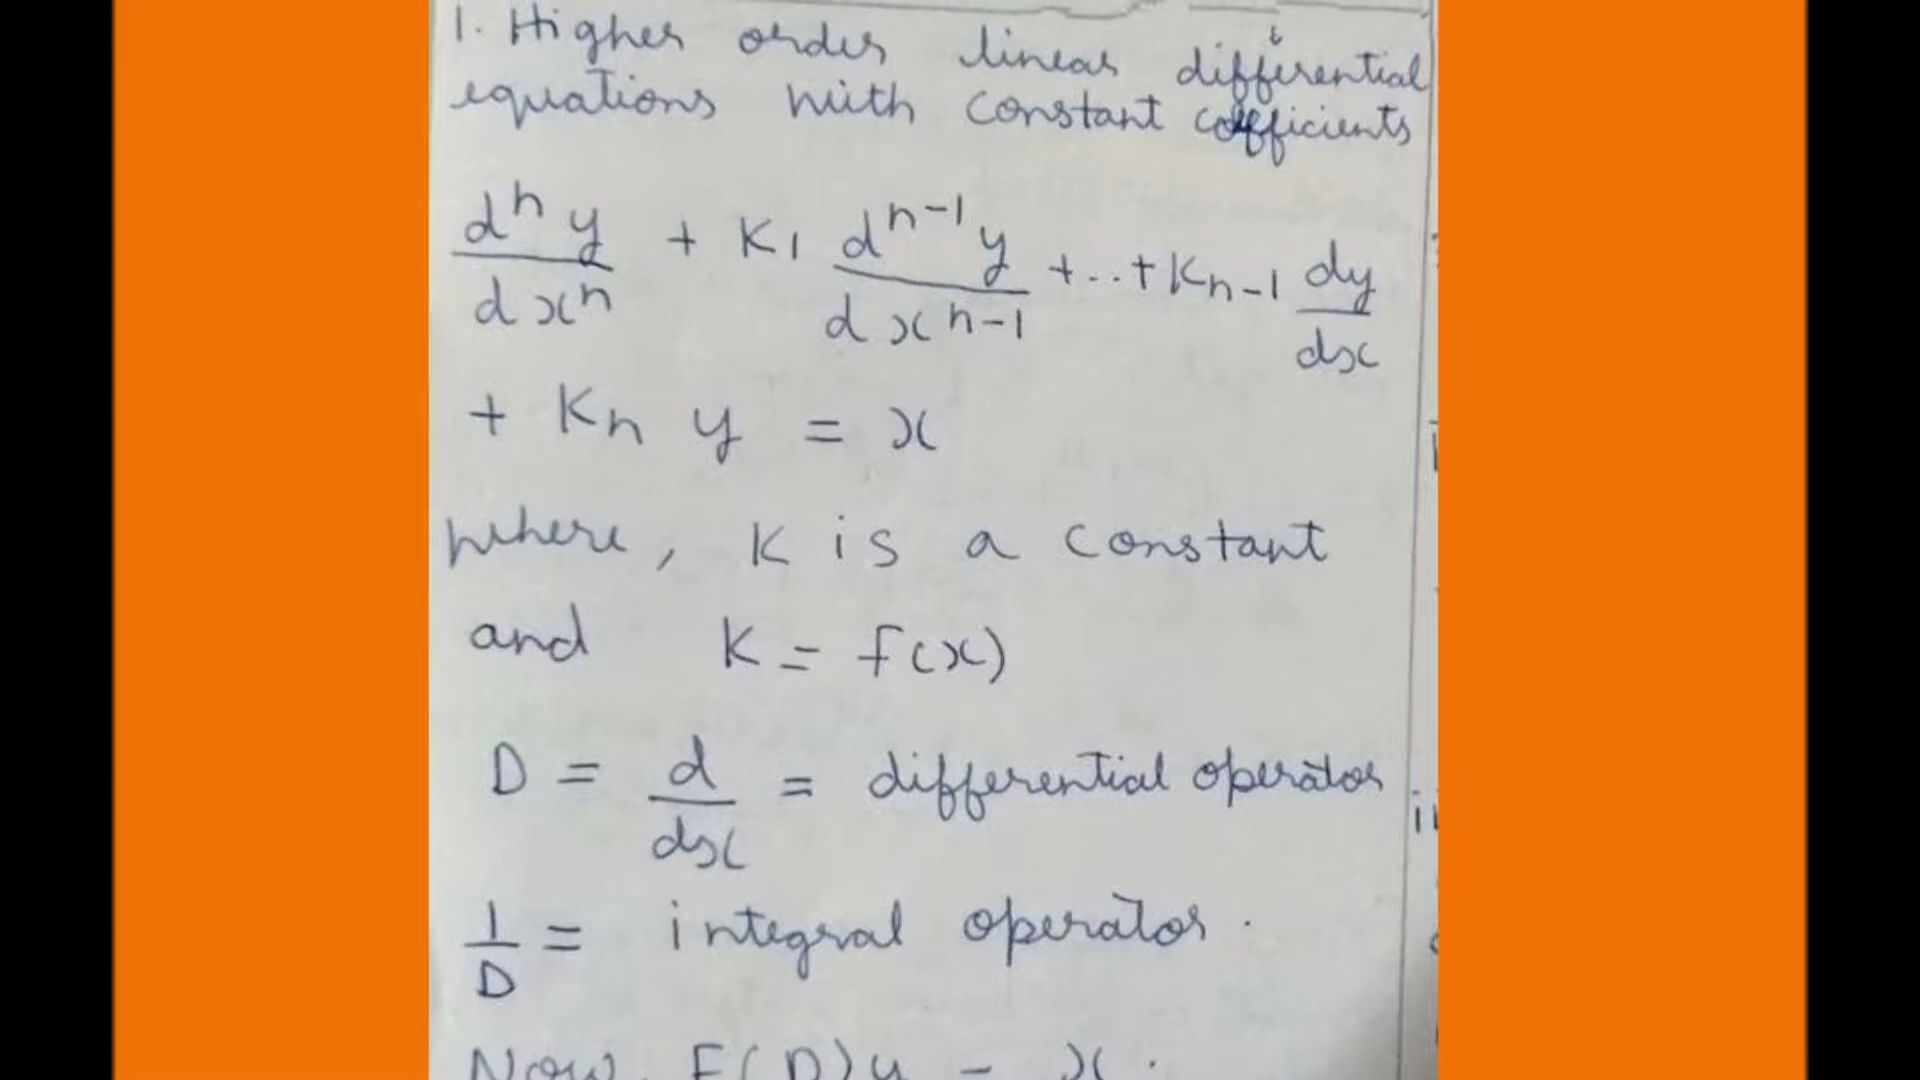 1. Higher order linear differential
equations with constant coefficients
dⁿy/dxⁿ + K₁ dⁿ⁻¹y/dxⁿ⁻¹ +..+ Kₙ₋₁ dy/dx
+ Kₙ y = x
where, K is a constant
and K = f(x)
D = d/dx = differential operator
1/D = integral operator.
Now F(D)y = x.